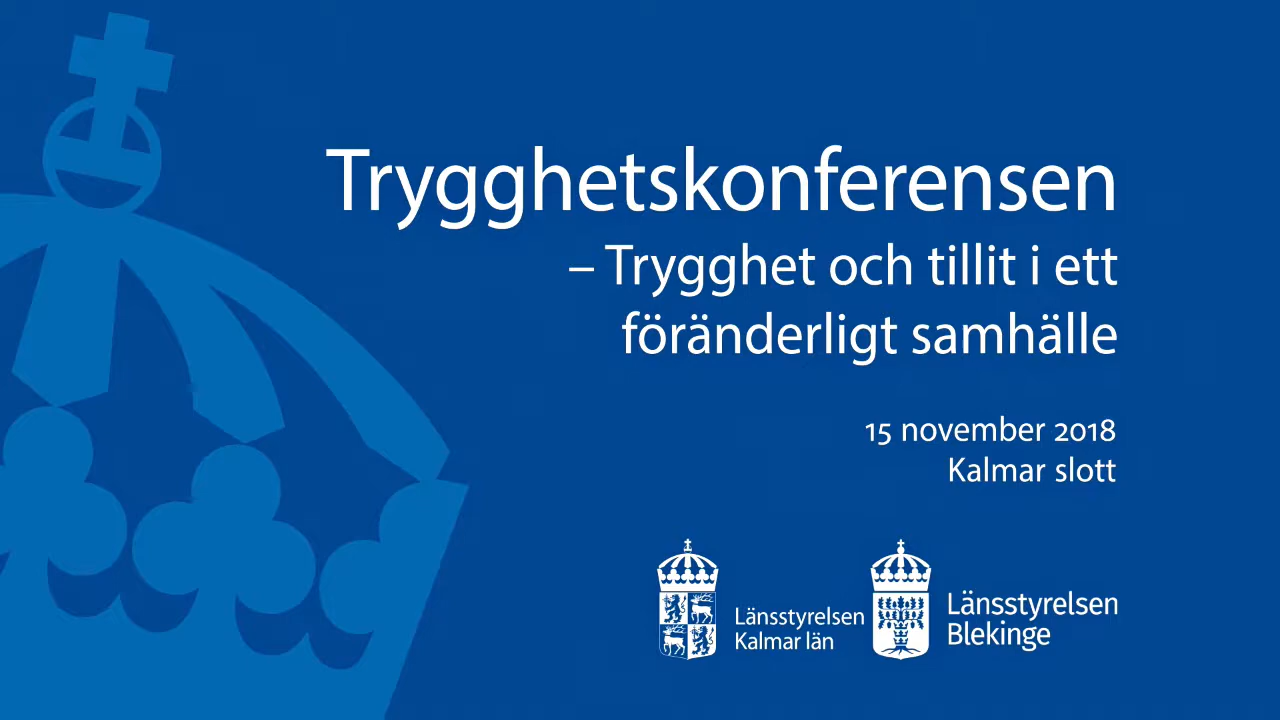 Trygghetskonferensen
– Trygghet och tillit i ett
föränderligt samhälle
15 november 2018
Kalmar slott
Länsstyrelsen
Kalmar län
Länsstyrelsen
Blekinge